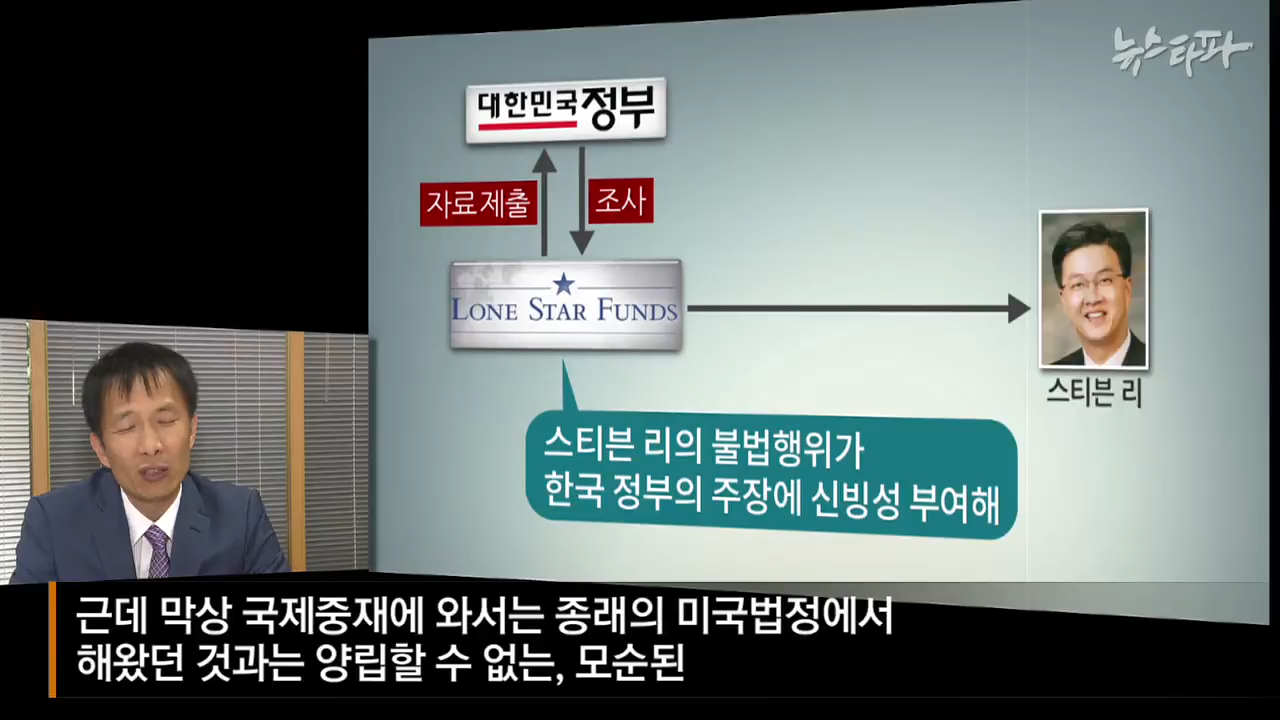 뉴스타파
대한민국정부
자료제출
조사
LONE STAR FUNDS
스티븐 리
스티븐 리의 불법행위가
한국 정부의 주장에 신빙성 부여해
근데 막상 국제중재에 와서는 종래의 미국법정에서
해왔던 것과는 양립할 수 없는, 모순된